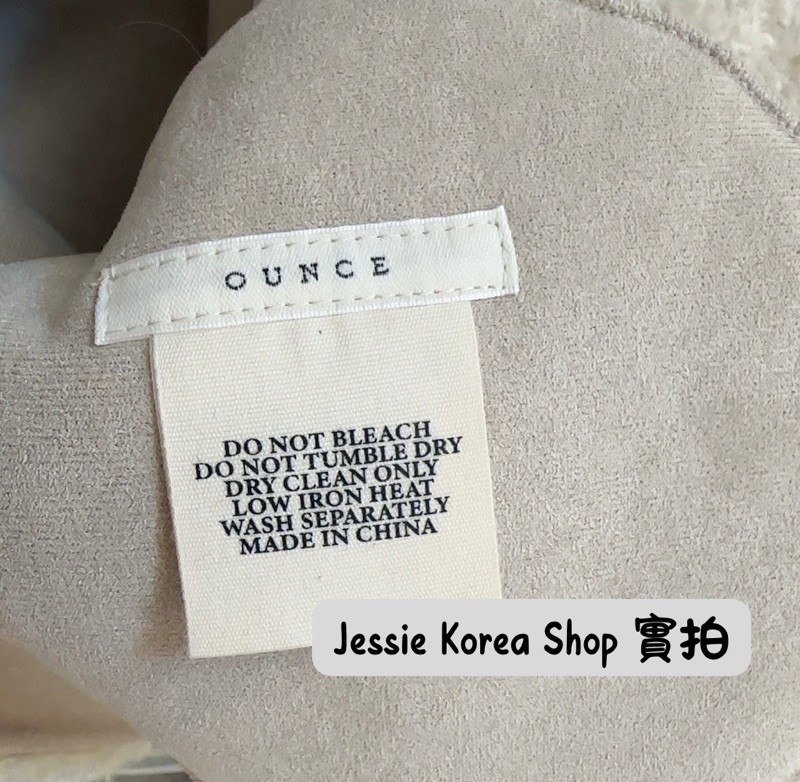 OUNCE
DO NOT BLEACH
DO NOT TUMBLE DRY
DRY CLEAN ONLY
LOW IRON HEAT
WASH SEPARATELY
MADE IN CHINA
Jessie Korea Shop 實拍